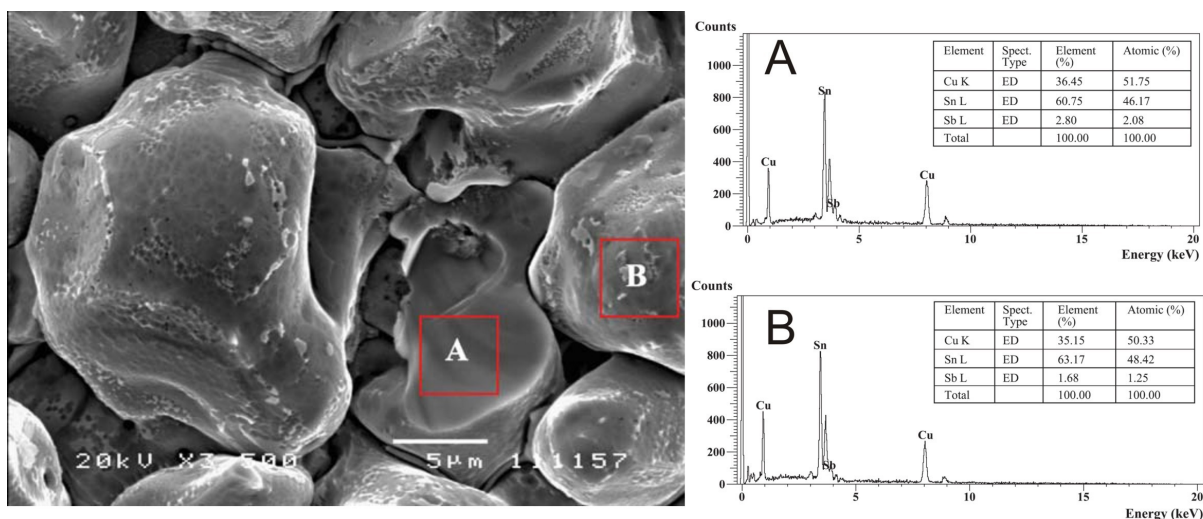 A
B
20kV X3,500 5µm 111157
Counts
A
Element Spect. Type Element (%) Atomic (%)
Cu K ED 36.45 51.75
Sn L ED 60.75 46.17
Sb L ED 2.80 2.08
Total 100.00 100.00
1200
1000
800
600
400
200
0
Sn
Cu
Sb
Cu
0 5 10 15 20
Energy (keV)
Counts
B
Element Spect. Type Element (%) Atomic (%)
Cu K ED 35.15 50.33
Sn L ED 63.17 48.42
Sb L ED 1.68 1.25
Total 100.00 100.00
1200
1000
800
600
400
200
0
Sn
Cu
Sb
Cu
0 5 10 15 20
Energy (keV)